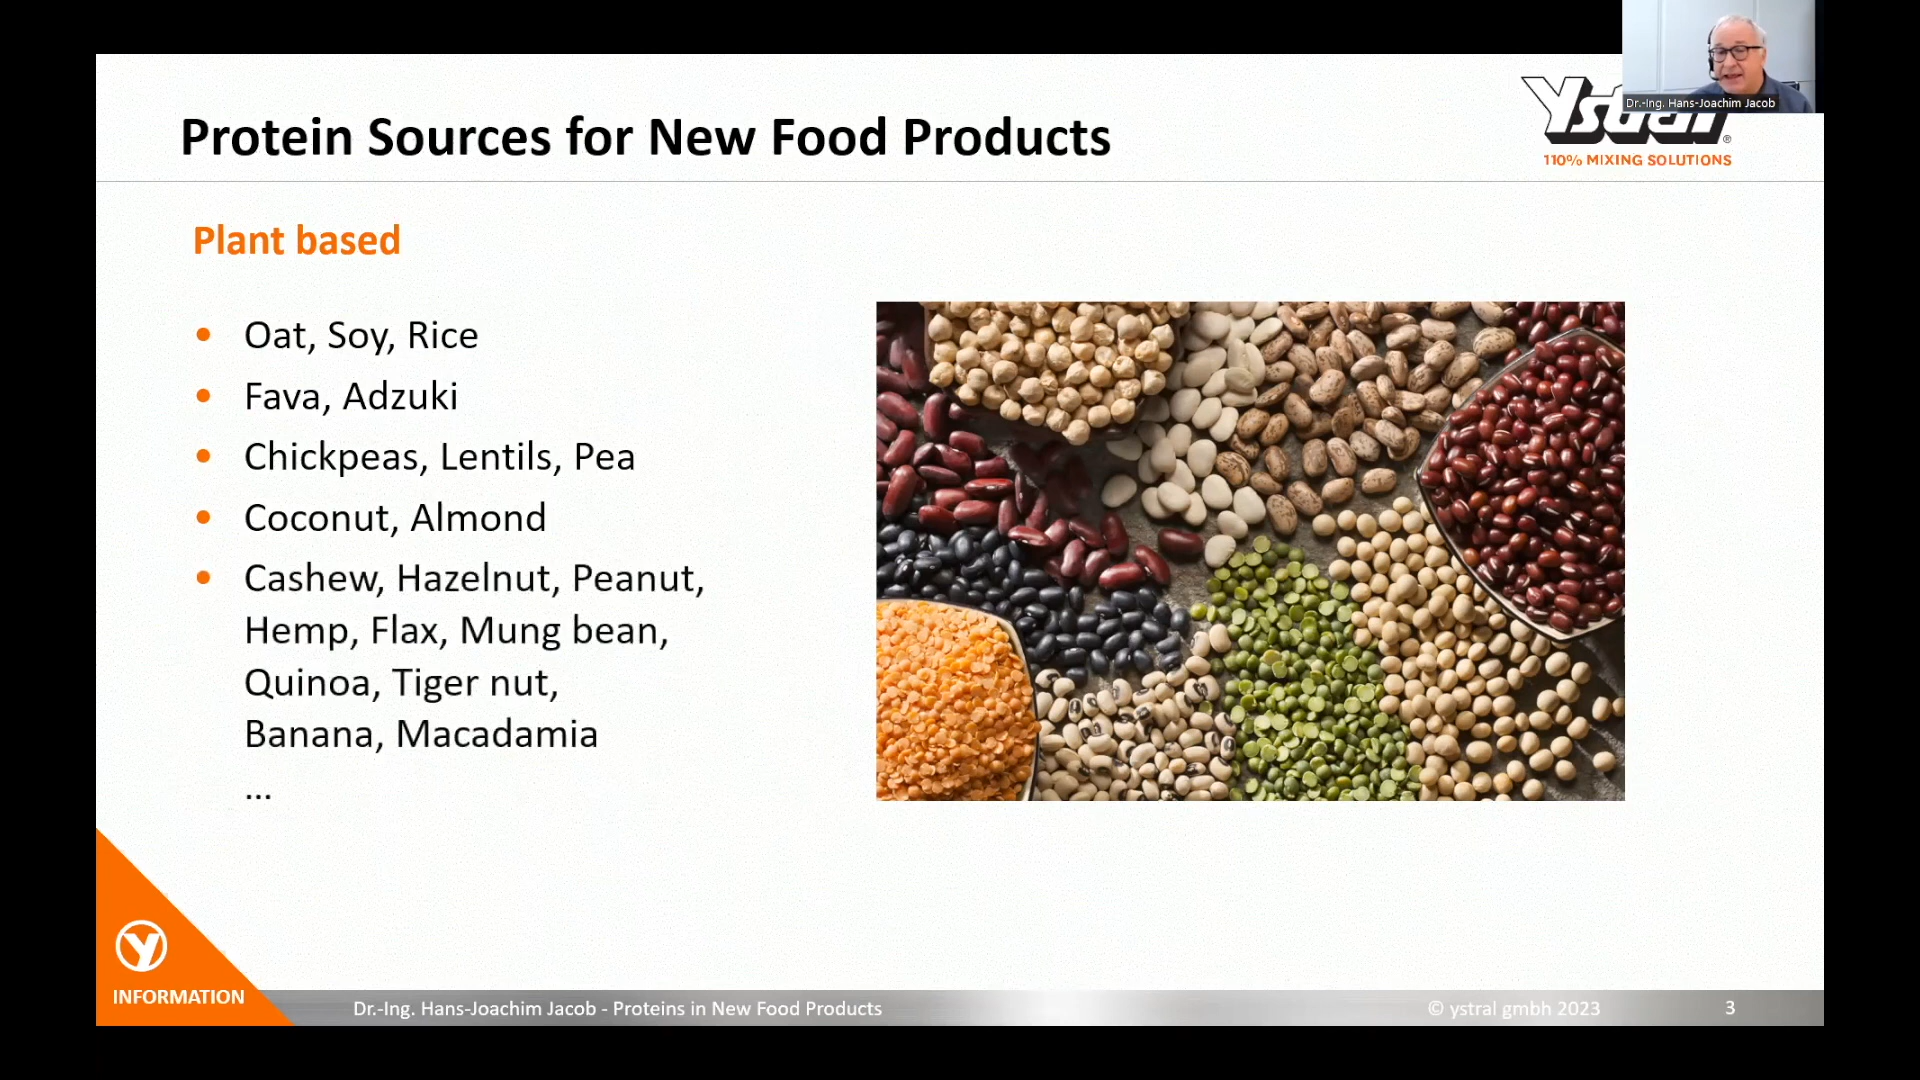 Dr.-Ing. Hans-Joachim Jacob
Protein Sources for New Food Products
Ystral®
110% MIXING SOLUTIONS
Plant based
• Oat, Soy, Rice
• Fava, Adzuki
• Chickpeas, Lentils, Pea
• Coconut, Almond
• Cashew, Hazelnut, Peanut,
Hemp, Flax, Mung bean,
Quinoa, Tiger nut,
Banana, Macadamia
...
INFORMATION
Dr.-Ing. Hans-Joachim Jacob - Proteins in New Food Products
© ystral gmbh 2023
3